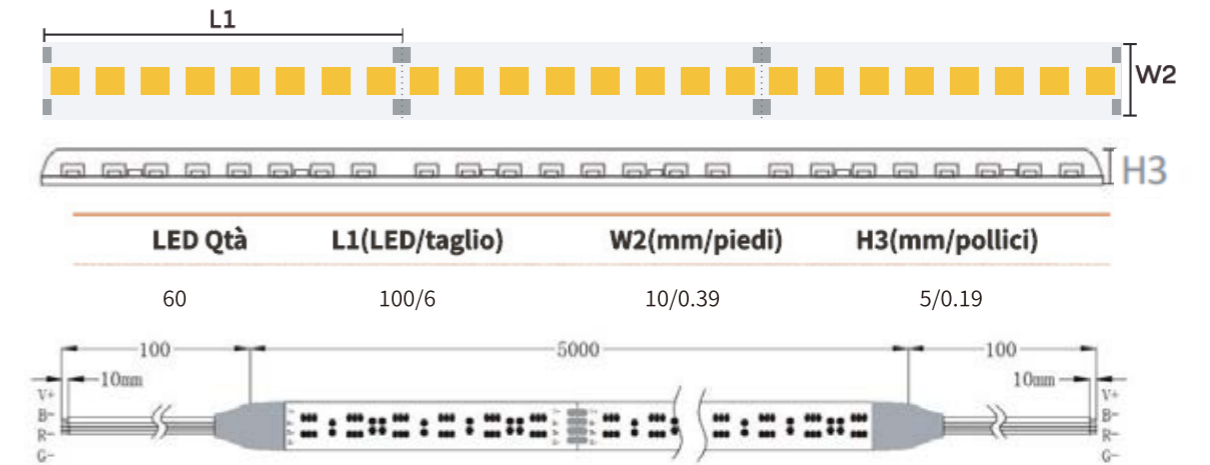 L1
W2
H3
LED Qtà L1(LED/taglio) W2(mm/piedi) H3(mm/pollici)
60 100/6 10/0.39 5/0.19
100 5000 100
10mm 10mm
V+ V+
B- B-
R- R-
G- G-